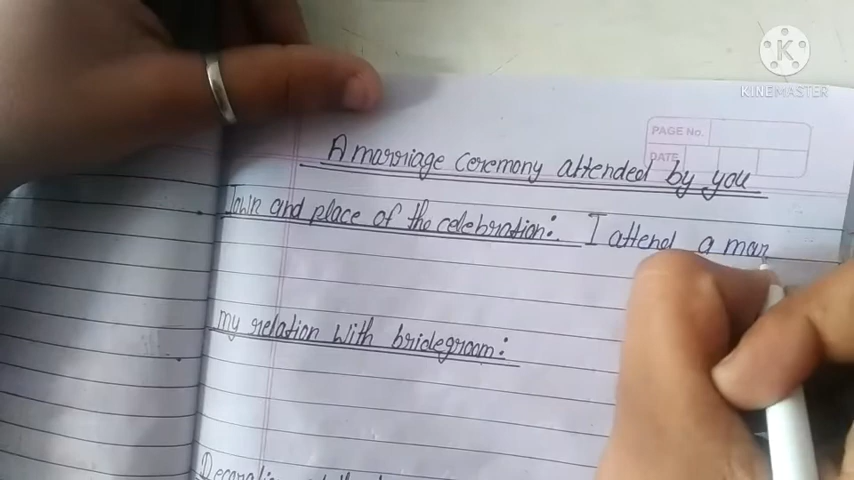 KINEMASTER
PAGE No.
DATE
A marriage ceremony attended by you
Town and place of the celebration:. I attend a mar
my relation with bridegroom: